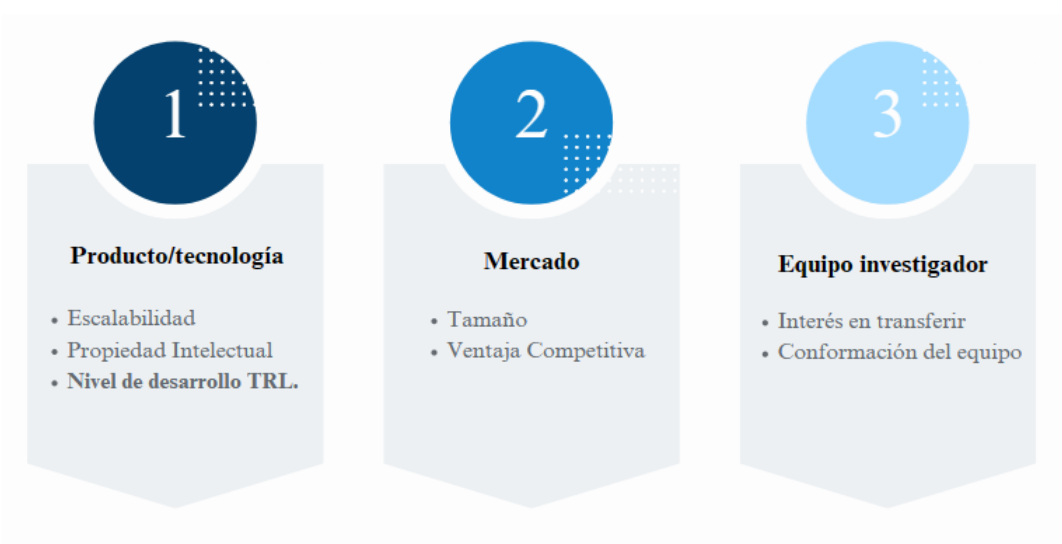 1
Producto/tecnología
• Escalabilidad
• Propiedad Intelectual
• Nivel de desarrollo TRL.
2
Mercado
• Tamaño
• Ventaja Competitiva
3
Equipo investigador
• Interés en transferir
• Conformación del equipo